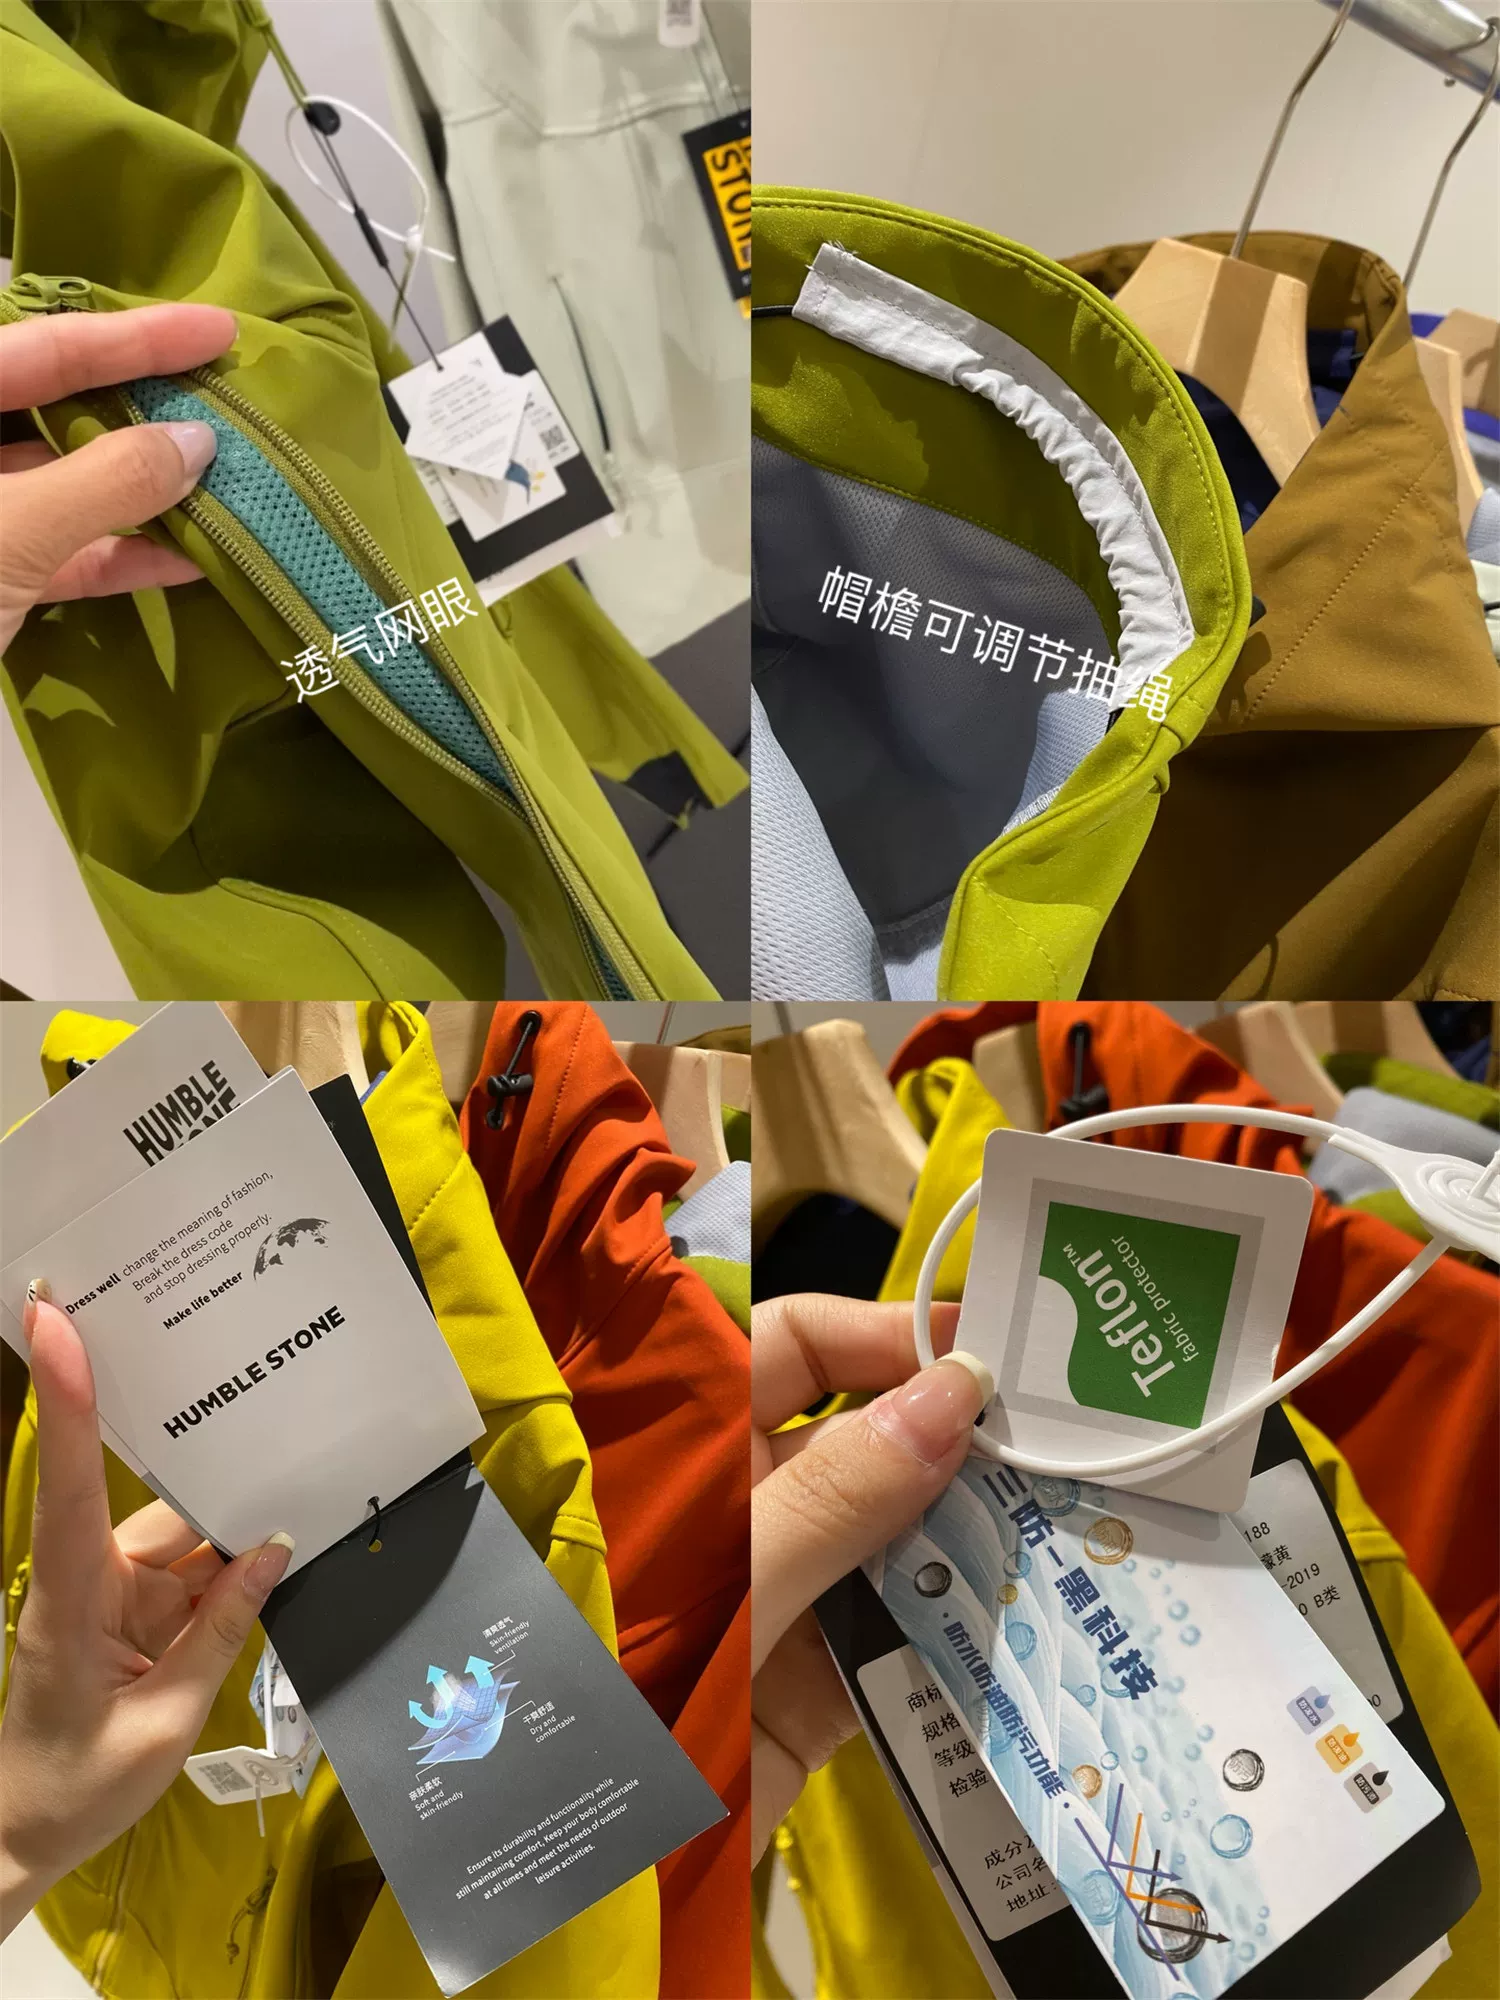 STONE
透气网眼
帽檐可调节抽绳
HUMBLE
Dress well change the meaning of fashion,
Break the dress code
and stop dressing properly.
Make life better
HUMBLE STONE
清爽透气
Skin-friendly
ventilation
干爽舒适
Dry and
comfortable
亲肤柔软
Soft and
skin-friendly
Ensure its durability and functionality while
still maintaining comfort, Keep your body comfortable
at all times and meet the needs of outdoor
leisure activities.
Teflon™
fabric protector
三防一黑科技
·防水防油防污功能·
188
檬黄
-2019
0 B类
00
商标
规格
等级
检验
成分
公司名
地址: